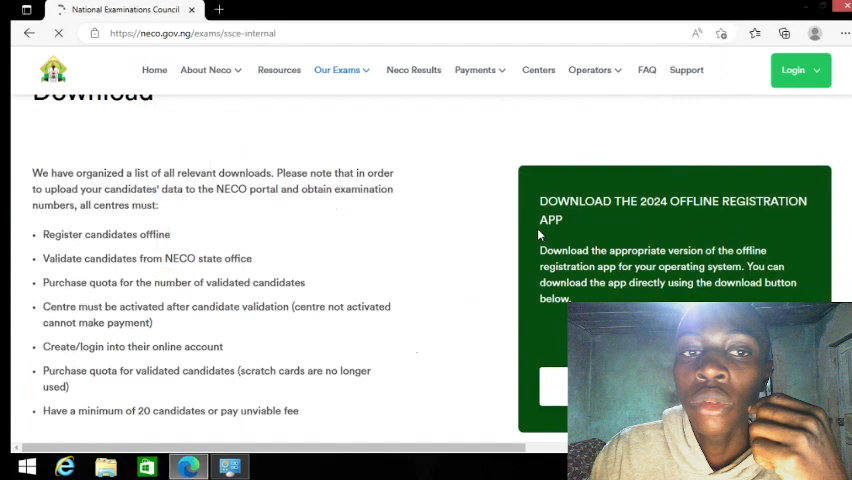 National Examinations Council
https://neco.gov.ng/exams/ssce-internal
Home About Neco Resources Our Exams Neco Results Payments Centers Operators FAQ Support Login
Download
We have organized a list of all relevant downloads. Please note that in order
to upload your candidates' data to the NECO portal and obtain examination
numbers, all centres must:
Register candidates offline
Validate candidates from NECO state office
Purchase quota for the number of validated candidates
Centre must be activated after candidate validation (centre not activated
cannot make payment)
Create/login into their online account
Purchase quota for validated candidates (scratch cards are no longer
used)
Have a minimum of 20 candidates or pay unviable fee
DOWNLOAD THE 2024 OFFLINE REGISTRATION
APP
Download the appropriate version of the offline
registration app for your operating system. You can
download the app directly using the download button
below.